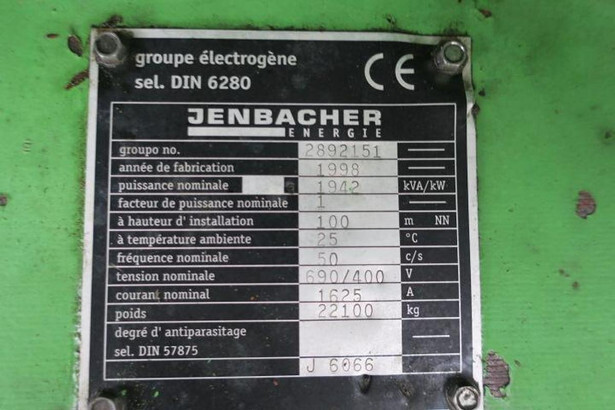 groupe électrogène
sel. DIN 6280
CE
JENBACHER
ENERGIE
groupo no. 2892151
année de fabrication 1998
puissance nominale 1942 kVA/kW
facteur de puissance nominale 1
à hauteur d' installation 100 m NN
à température ambiente 25 °C
fréquence nominale 50 c/s
tension nominale 690/400 V
courant nominal 1625 A
poids 22100 kg
degré d' antiparasitage
sel. DIN 57875
J 6066